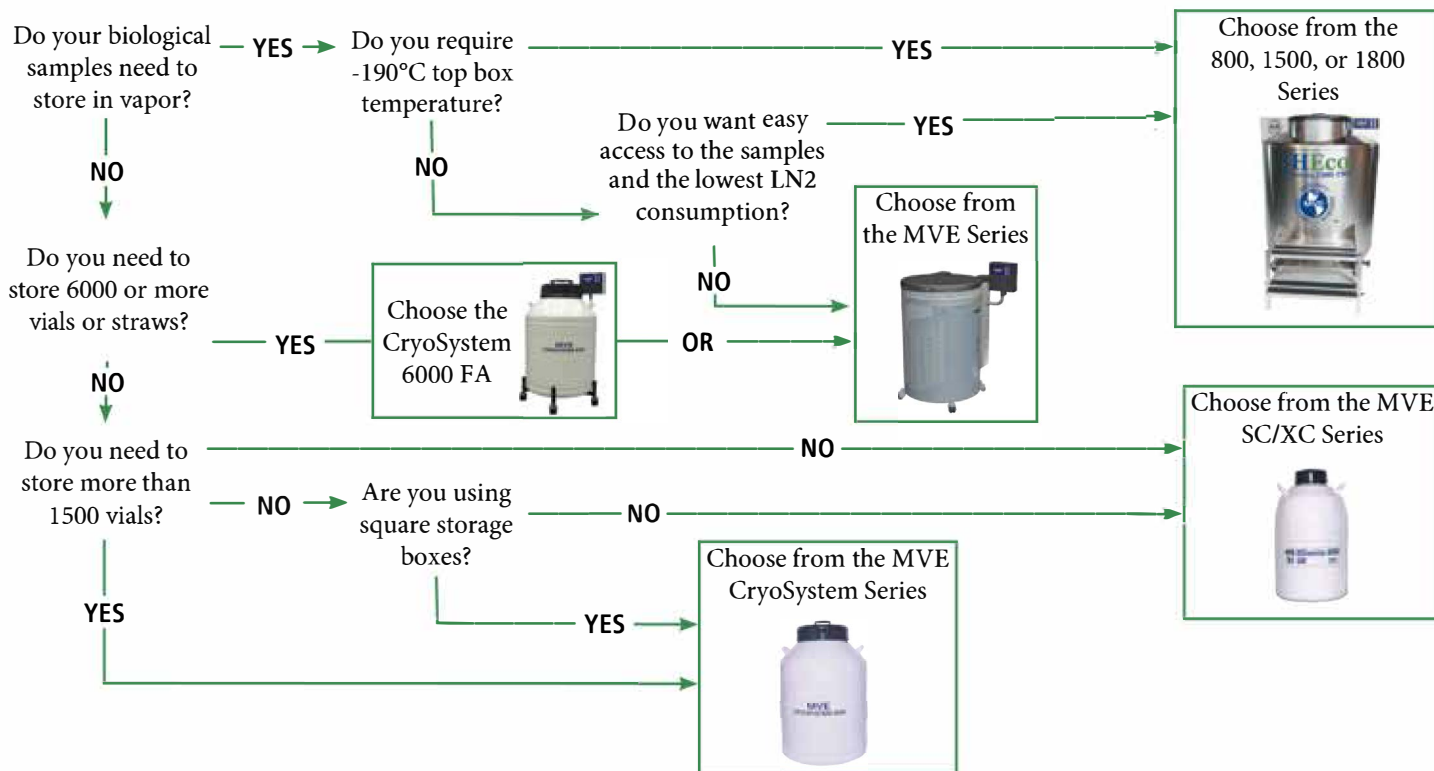 Do your biological
samples need to
store in vapor?
YES
Do you require
-190°C top box
temperature?
YES
Choose from the
800, 1500, or 1800
Series
HEco
NO
NO
Do you want easy
access to the samples
and the lowest LN2
consumption?
YES
Do you need to
store 6000 or more
vials or straws?
YES
Choose the
CryoSystem
6000 FA
MVE
OR
NO
Choose from
the MVE Series
NO
Do you need to
store more than
1500 vials?
NO
Choose from the MVE
SC/XC Series
NO
Are you using
square storage
boxes?
NO
YES
YES
Choose from the MVE
CryoSystem Series
MVE